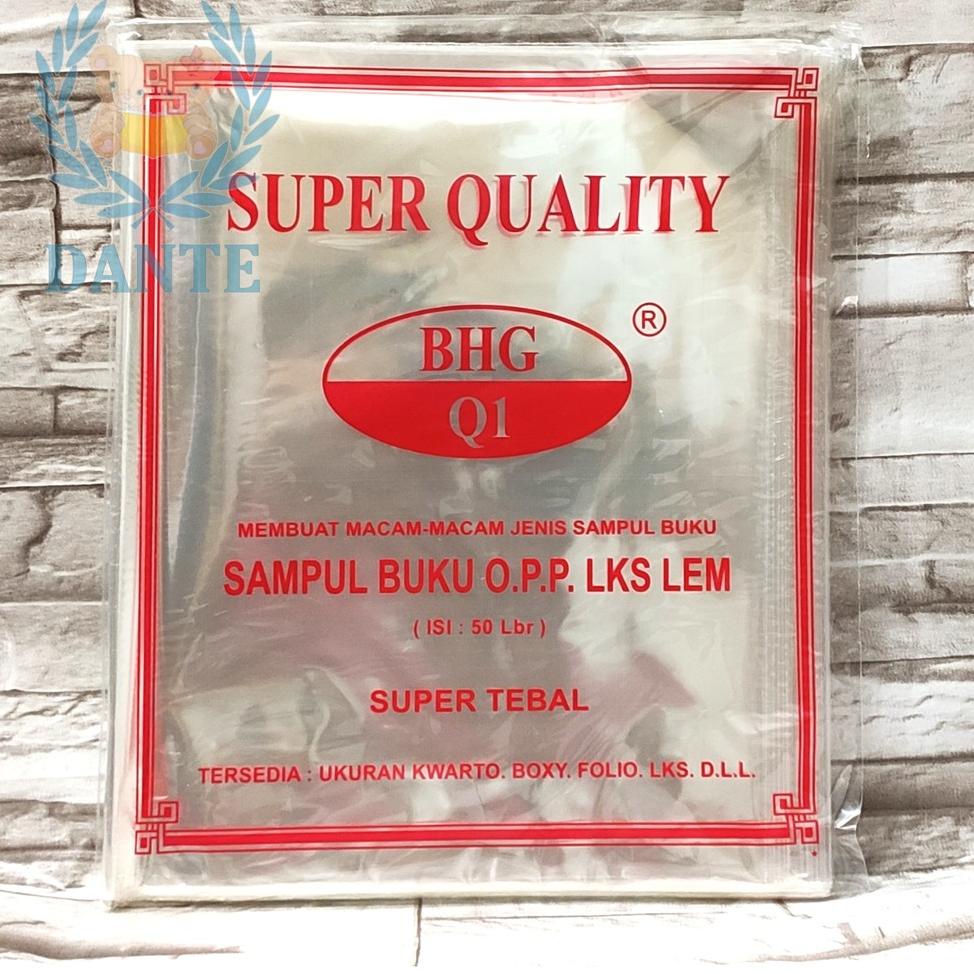 SUPER QUALITY
DANTE
®
BHG
Q1
MEMBUAT MACAM-MACAM JENIS SAMPUL BUKU
SAMPUL BUKU O.P.P. LKS LEM
( ISI : 50 Lbr )
SUPER TEBAL
TERSEDIA : UKURAN KWARTO. BOXY. FOLIO. LKS. D.L.L.